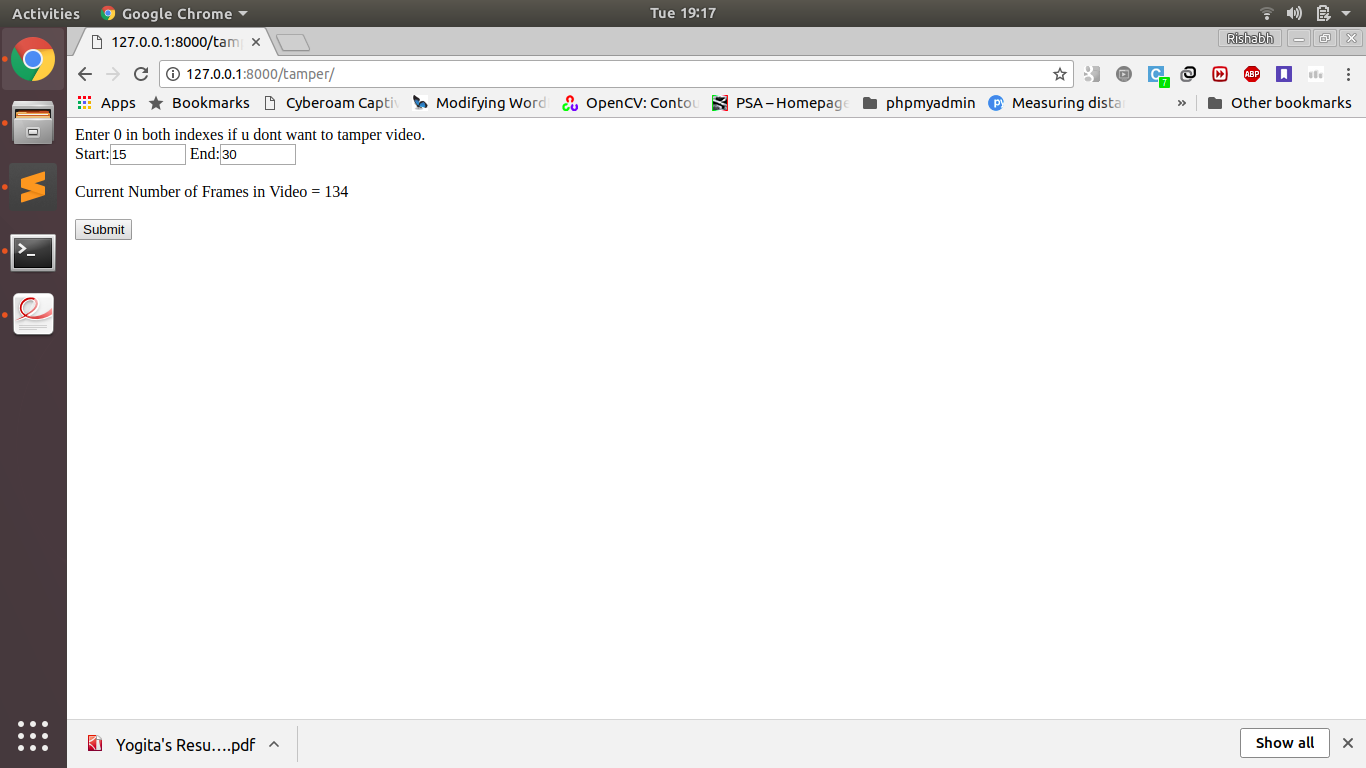 Activities Google Chrome Tue 19:17
127.0.0.1:8000/tam Rishabh
127.0.0.1:8000/tamper/ 7 ABP
Apps Bookmarks Cyberoam Capti Modifying Word OpenCV: Contou PSA – Homepage phpmyadmin Measuring dista » Other bookmarks
Enter 0 in both indexes if u dont want to tamper video.
Start: 15 End: 30
Current Number of Frames in Video = 134
Submit
Yogita's Resu....pdf Show all